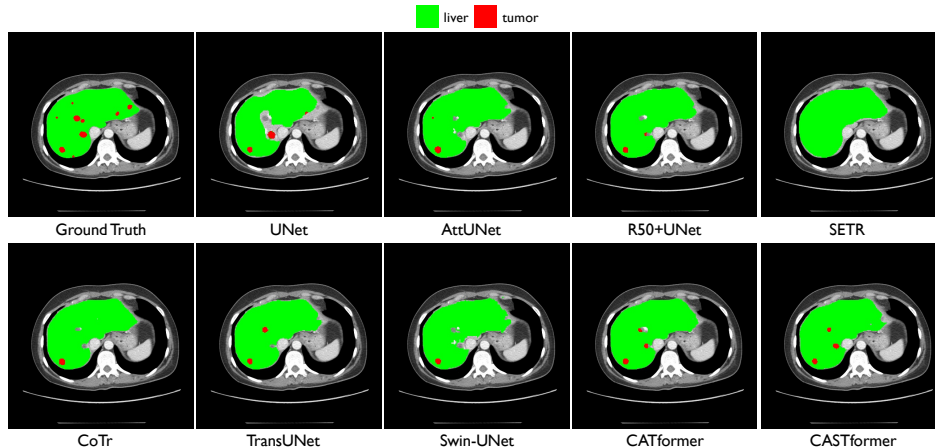 liver tumor
Ground Truth UNet AttUNet R50+UNet SETR
CoTr TransUNet Swin-UNet CATformer CASTformer